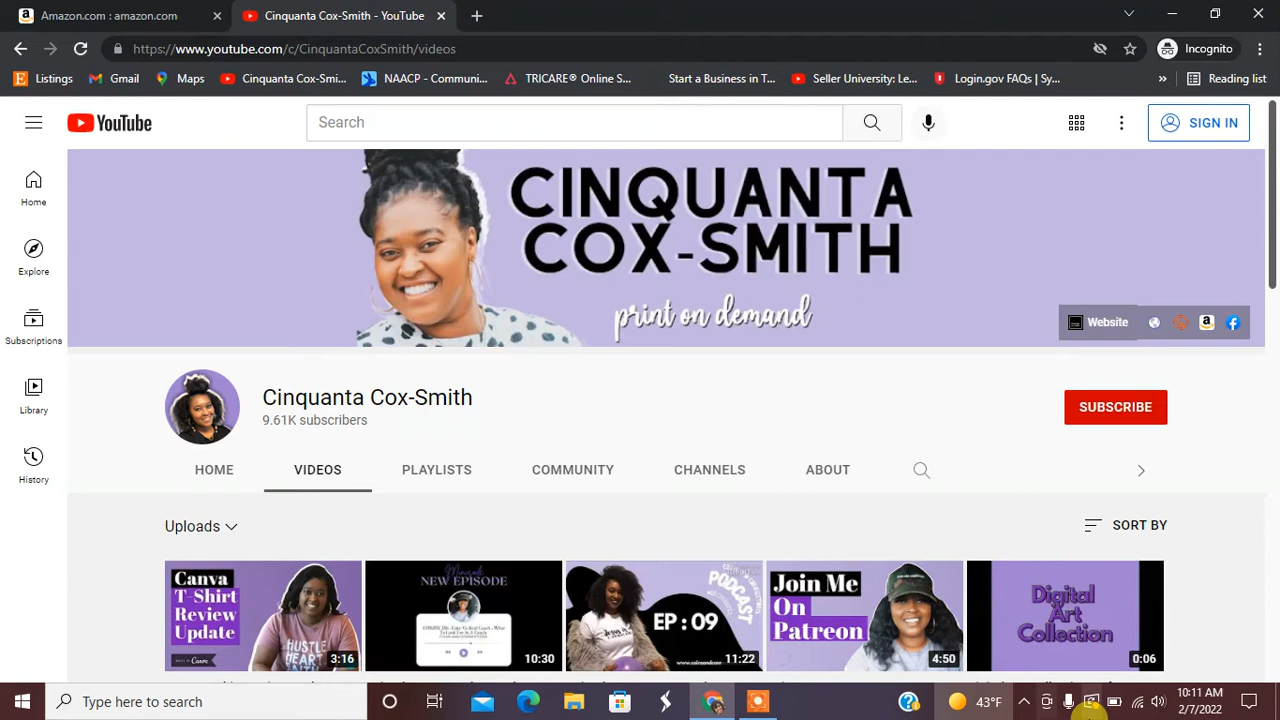 Amazon.com : amazon.com
Cinquanta Cox-Smith - YouTube
https://www.youtube.com/c/CinquantaCoxSmith/videos
Incognito
Listings
Gmail
Maps
Cinquanta Cox-Smi...
NAACP - Communi...
TRICARE® Online S...
Start a Business in T...
Seller University: Le...
Login.gov FAQs | Sy...
»
Reading list
YouTube
Search
SIGN IN
Home
Explore
Subscriptions
Library
History
CINQUANTA
COX-SMITH
print on demand
Website
Cinquanta Cox-Smith
9.61K subscribers
SUBSCRIBE
HOME
VIDEOS
PLAYLISTS
COMMUNITY
CHANNELS
ABOUT
Uploads
SORT BY
Canva
T-Shirt
Review
Update
HUSTLE
HEART
3:16
NEW EPISODE
10:30
PODCAST
EP : 09
11:22
Join Me
On
Patreon
4:50
Digital
Art
Collection
0:06
Type here to search
43°F
10:11 AM
2/7/2022